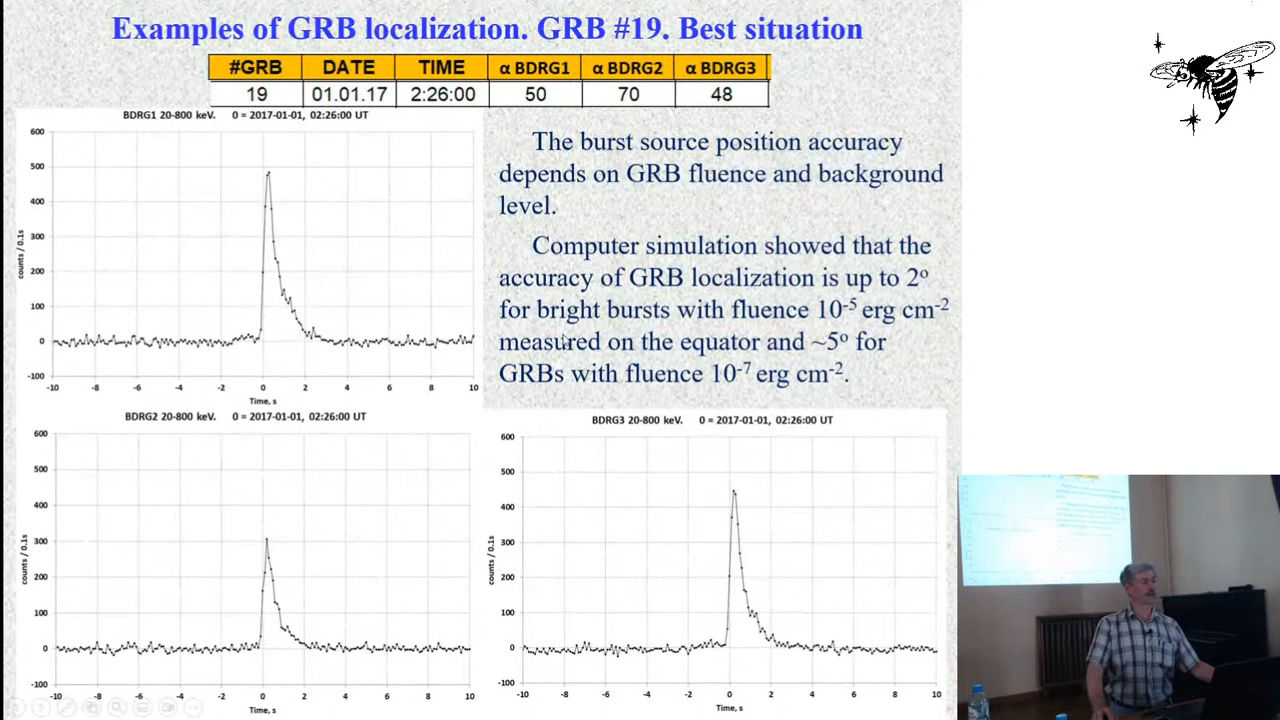 Examples of GRB localization. GRB #19. Best situation
#GRB DATE TIME α BDRG1 α BDRG2 α BDRG3
19 01.01.17 2:26:00 50 70 48
BDRG1 20-800 keV. 0 = 2017-01-01, 02:26:00 UT
600
500
400
300
200
100
0
-100
counts / 0.1s
-10 -8 -6 -4 -2 0 2 4 6 8 10
Time, s
The burst source position accuracy
depends on GRB fluence and background
level.
Computer simulation showed that the
accuracy of GRB localization is up to 2º
for bright bursts with fluence 10⁻⁵ erg cm⁻²
measured on the equator and ~5º for
GRBs with fluence 10⁻⁷ erg cm⁻².
BDRG2 20-800 keV. 0 = 2017-01-01, 02:26:00 UT
600
500
400
300
200
100
0
-100
counts / 0.1s
-10 -8 -6 -4 -2 0 2 4 6 8 10
Time, s
BDRG3 20-800 keV. 0 = 2017-01-01, 02:26:00 UT
600
500
400
300
200
100
0
-100
counts / 0.1s
-10 -8 -6 -4 -2 0 2 4 6 8 10
Time, s